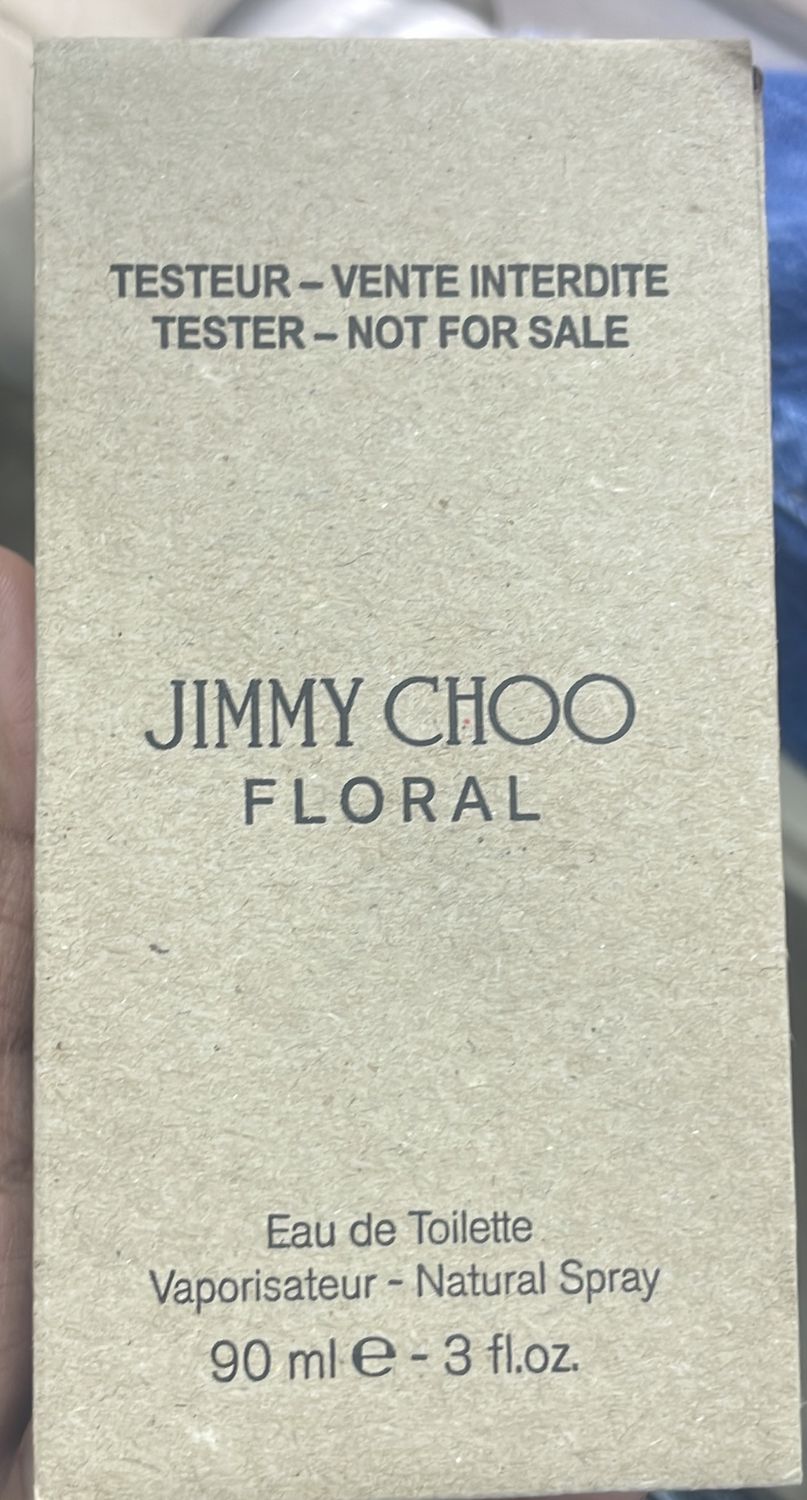 TESTEUR – VENTE INTERDITE
TESTER – NOT FOR SALE
JIMMY CHOO
FLORAL
Eau de Toilette
Vaporisateur - Natural Spray
90 ml ℮ - 3 fl.oz.